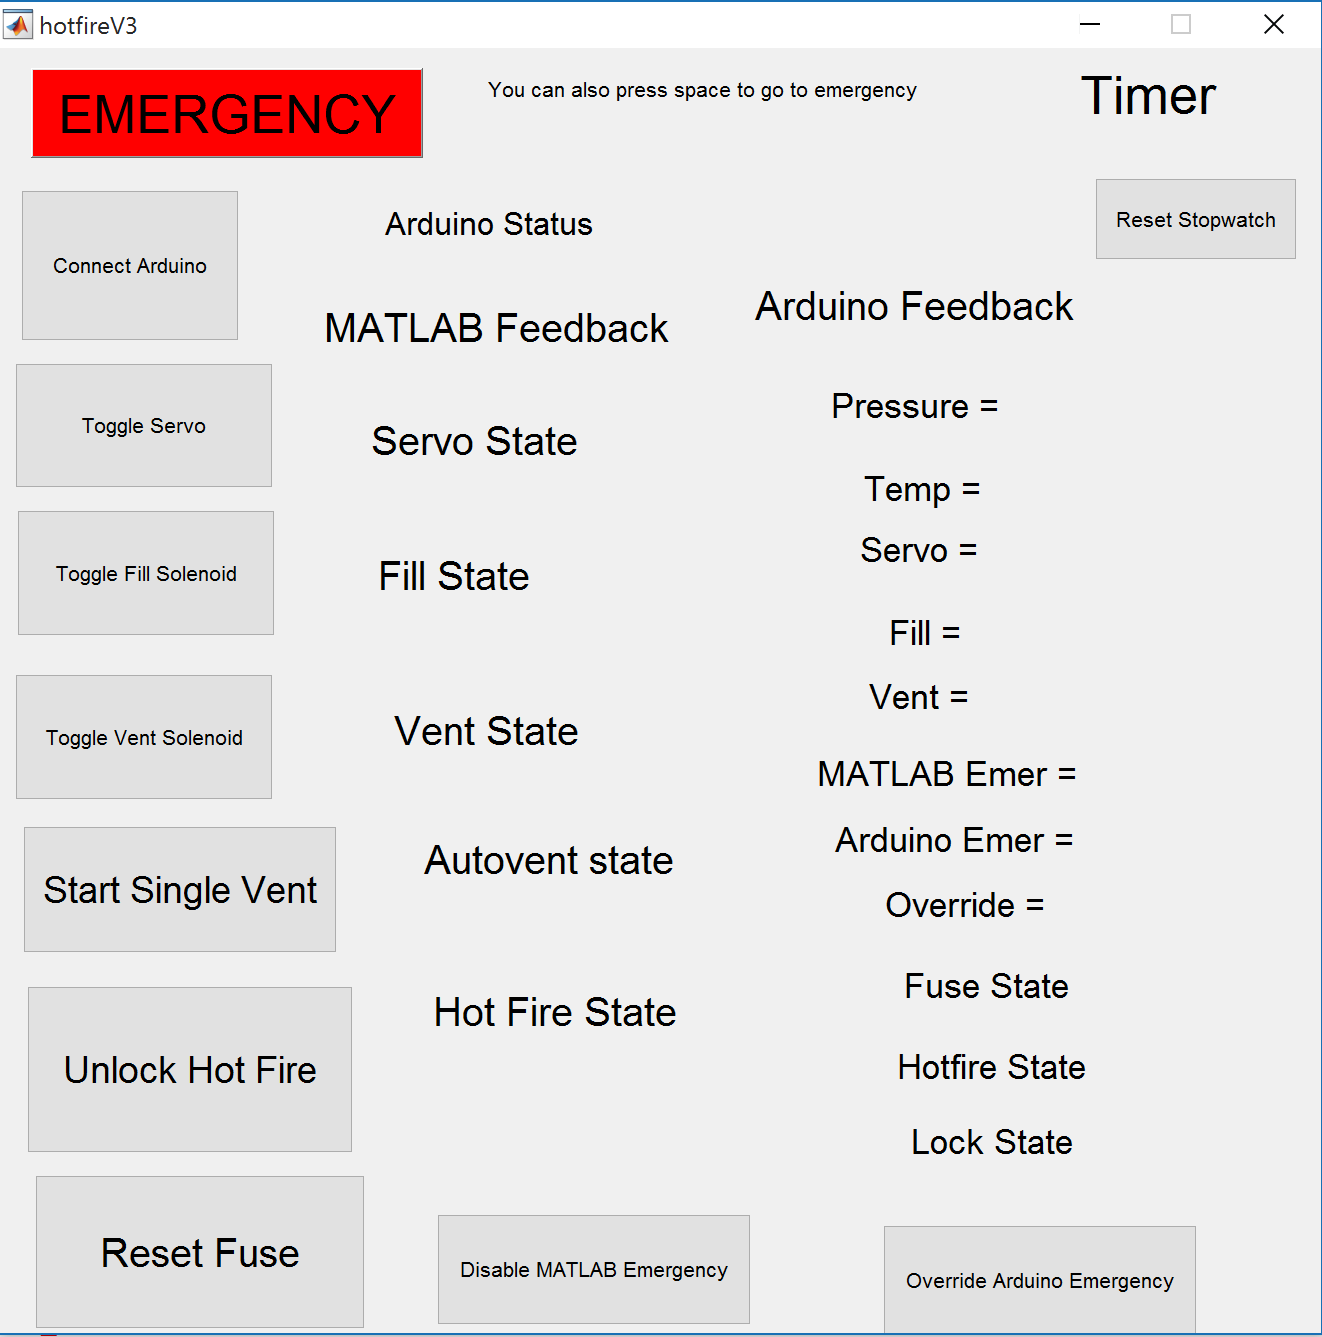 hotfireV3
EMERGENCY
You can also press space to go to emergency
Timer
Connect Arduino
Arduino Status
Reset Stopwatch
MATLAB Feedback
Arduino Feedback
Toggle Servo
Servo State
Pressure =
Temp =
Servo =
Toggle Fill Solenoid
Fill State
Fill =
Vent =
Toggle Vent Solenoid
Vent State
MATLAB Emer =
Arduino Emer =
Start Single Vent
Autovent state
Override =
Fuse State
Unlock Hot Fire
Hot Fire State
Hotfire State
Lock State
Reset Fuse
Disable MATLAB Emergency
Override Arduino Emergency